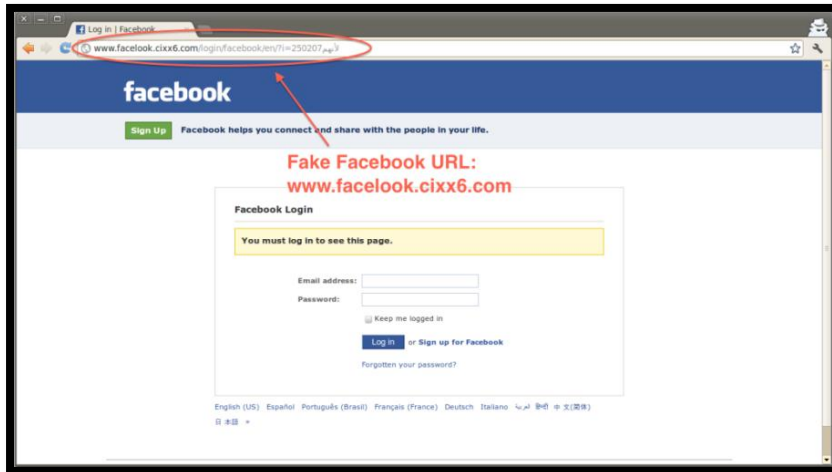 Log in | Facebook
www.facelook.cixx6.com/login/facebook/en/?i=250207لأنهم
facebook
Sign Up Facebook helps you connect and share with the people in your life.
Fake Facebook URL:
www.facelook.cixx6.com
Facebook Login
You must log in to see this page.
Email address:
Password:
Keep me logged in
Log in or Sign up for Facebook
Forgotten your password?
English (US) Español Português (Brasil) Français (France) Deutsch Italiano العربية हिन्दी 中文(简体)
日本語